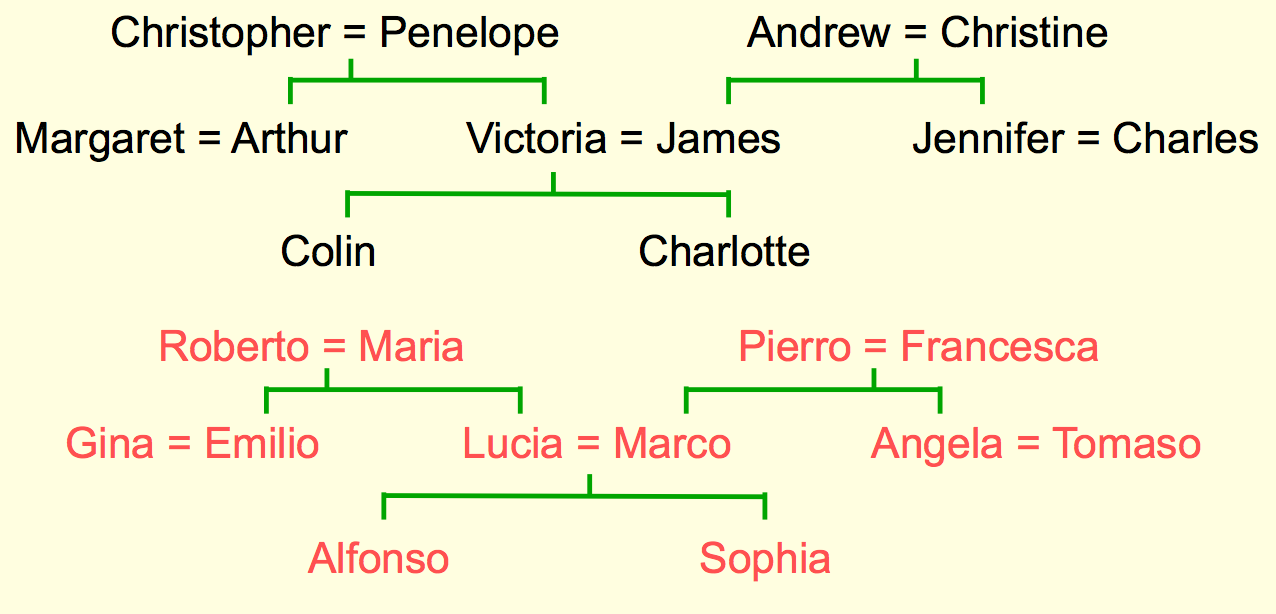 Christopher = Penelope Andrew = Christine
Margaret = Arthur Victoria = James Jennifer = Charles
Colin Charlotte
Roberto = Maria Pierro = Francesca
Gina = Emilio Lucia = Marco Angela = Tomaso
Alfonso Sophia